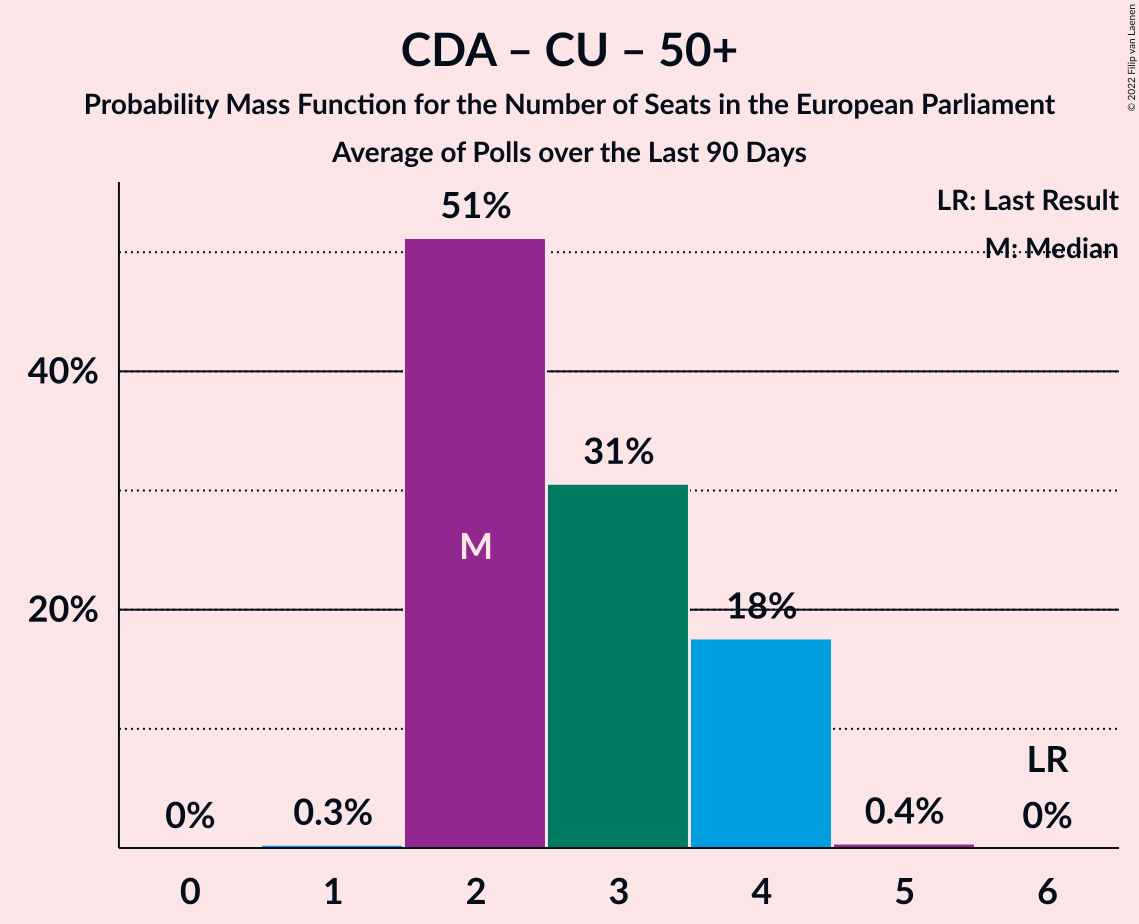 CDA – CU – 50+
Probability Mass Function for the Number of Seats in the European Parliament
Average of Polls over the Last 90 Days
© 2022 Filip van Laenen
LR: Last Result
M: Median
51%
40%
31%
M
20%
18%
LR
0%
0.3%
0.4%
0%
0
1
2
3
4
5
6